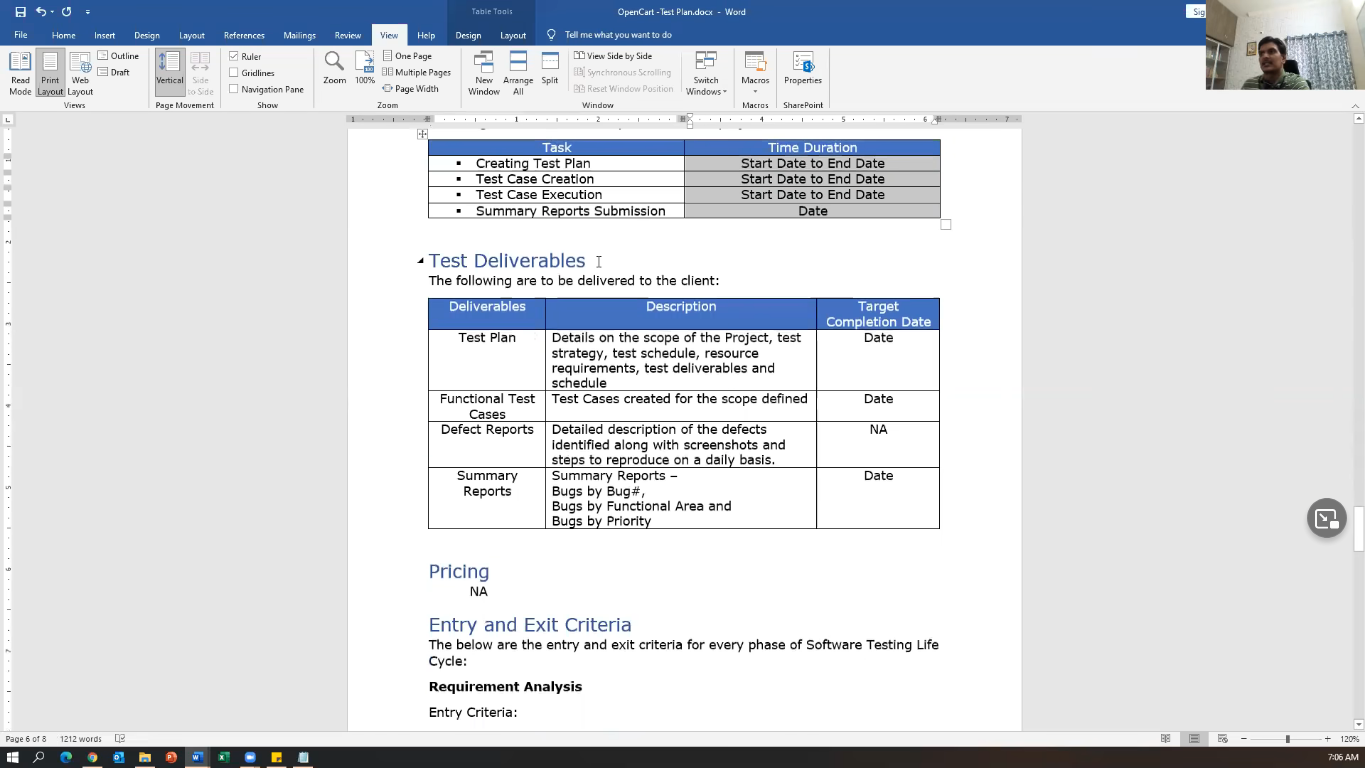 Table Tools
OpenCart -Test Plan.docx - Word
File Home Insert Design Layout References Mailings Review View Help Design Layout Tell me what you want to do
Read Mode
Print Layout
Web Layout
Outline
Draft
Views
Vertical
Side to Side
Page Movement
Ruler
Gridlines
Navigation Pane
Show
Zoom
100%
One Page
Multiple Pages
Page Width
Zoom
New Window
Arrange All
Split
View Side by Side
Synchronous Scrolling
Reset Window Position
Window
Switch Windows
Macros
Macros
Properties
SharePoint
Task Time Duration
▪ Creating Test Plan Start Date to End Date
▪ Test Case Creation Start Date to End Date
▪ Test Case Execution Start Date to End Date
▪ Summary Reports Submission Date
Test Deliverables
The following are to be delivered to the client:
Deliverables Description Target
Completion Date
Test Plan Details on the scope of the Project, test Date
strategy, test schedule, resource
requirements, test deliverables and
schedule
Functional Test Test Cases created for the scope defined Date
Cases
Defect Reports Detailed description of the defects NA
identified along with screenshots and
steps to reproduce on a daily basis.
Summary Summary Reports – Date
Reports Bugs by Bug#,
Bugs by Functional Area and
Bugs by Priority
Pricing
NA
Entry and Exit Criteria
The below are the entry and exit criteria for every phase of Software Testing Life
Cycle:
Requirement Analysis
Entry Criteria:
Page 6 of 8 1212 words
120%
7:06 AM